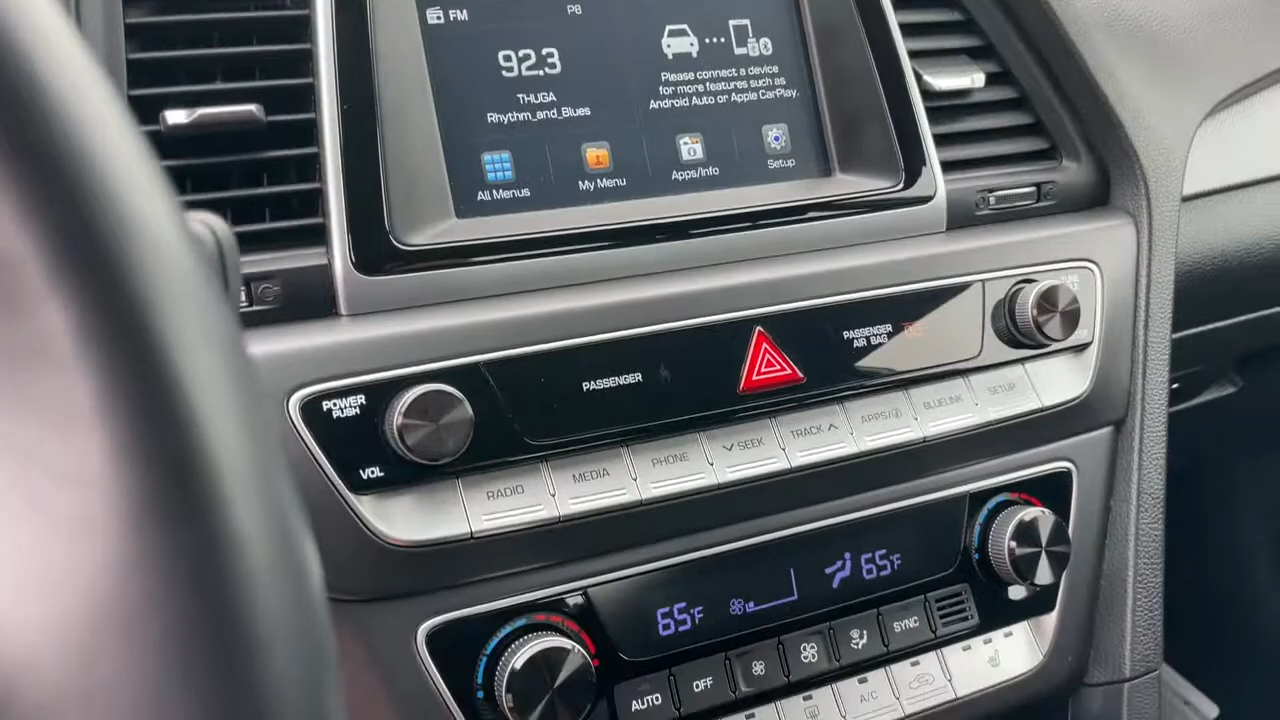 FM
P8
92.3
THUGA
Rhythm_and_Blues
Please connect a device
for more features such as
Android Auto or Apple CarPlay.
All Menus
My Menu
Apps/Info
Setup
POWER
PUSH
VOL
PASSENGER
PASSENGER
AIR BAG
TUNE
RADIO
MEDIA
PHONE
SEEK
TRACK
APPS/i
BLUELINK
SETUP
65°F
65°F
AUTO
OFF
SYNC
A/C